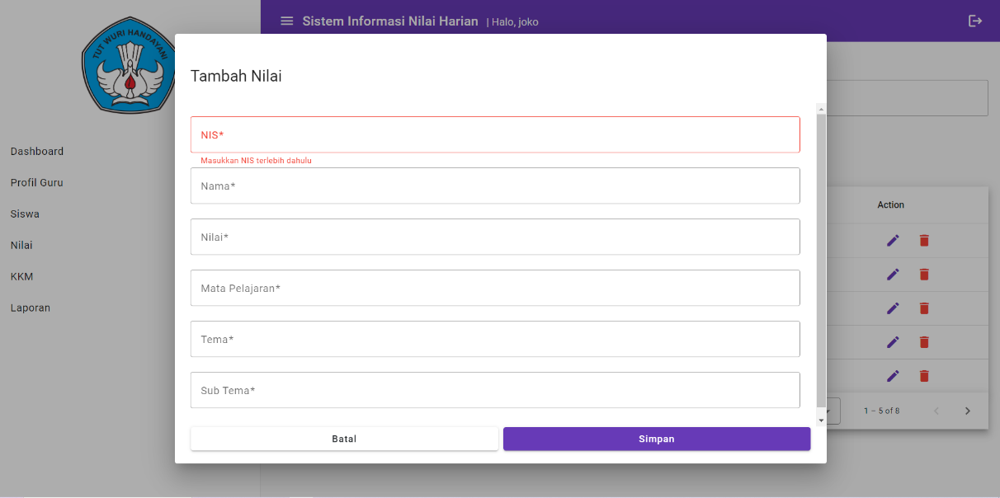 TUT WURI HANDAYANI
Sistem Informasi Nilai Harian | Halo, joko
Dashboard
Profil Guru
Siswa
Nilai
KKM
Laporan
Tambah Nilai
NIS*
Masukkan NIS terlebih dahulu
Nama*
Nilai*
Mata Pelajaran*
Tema*
Sub Tema*
Batal
Simpan
Action
1 – 5 of 8